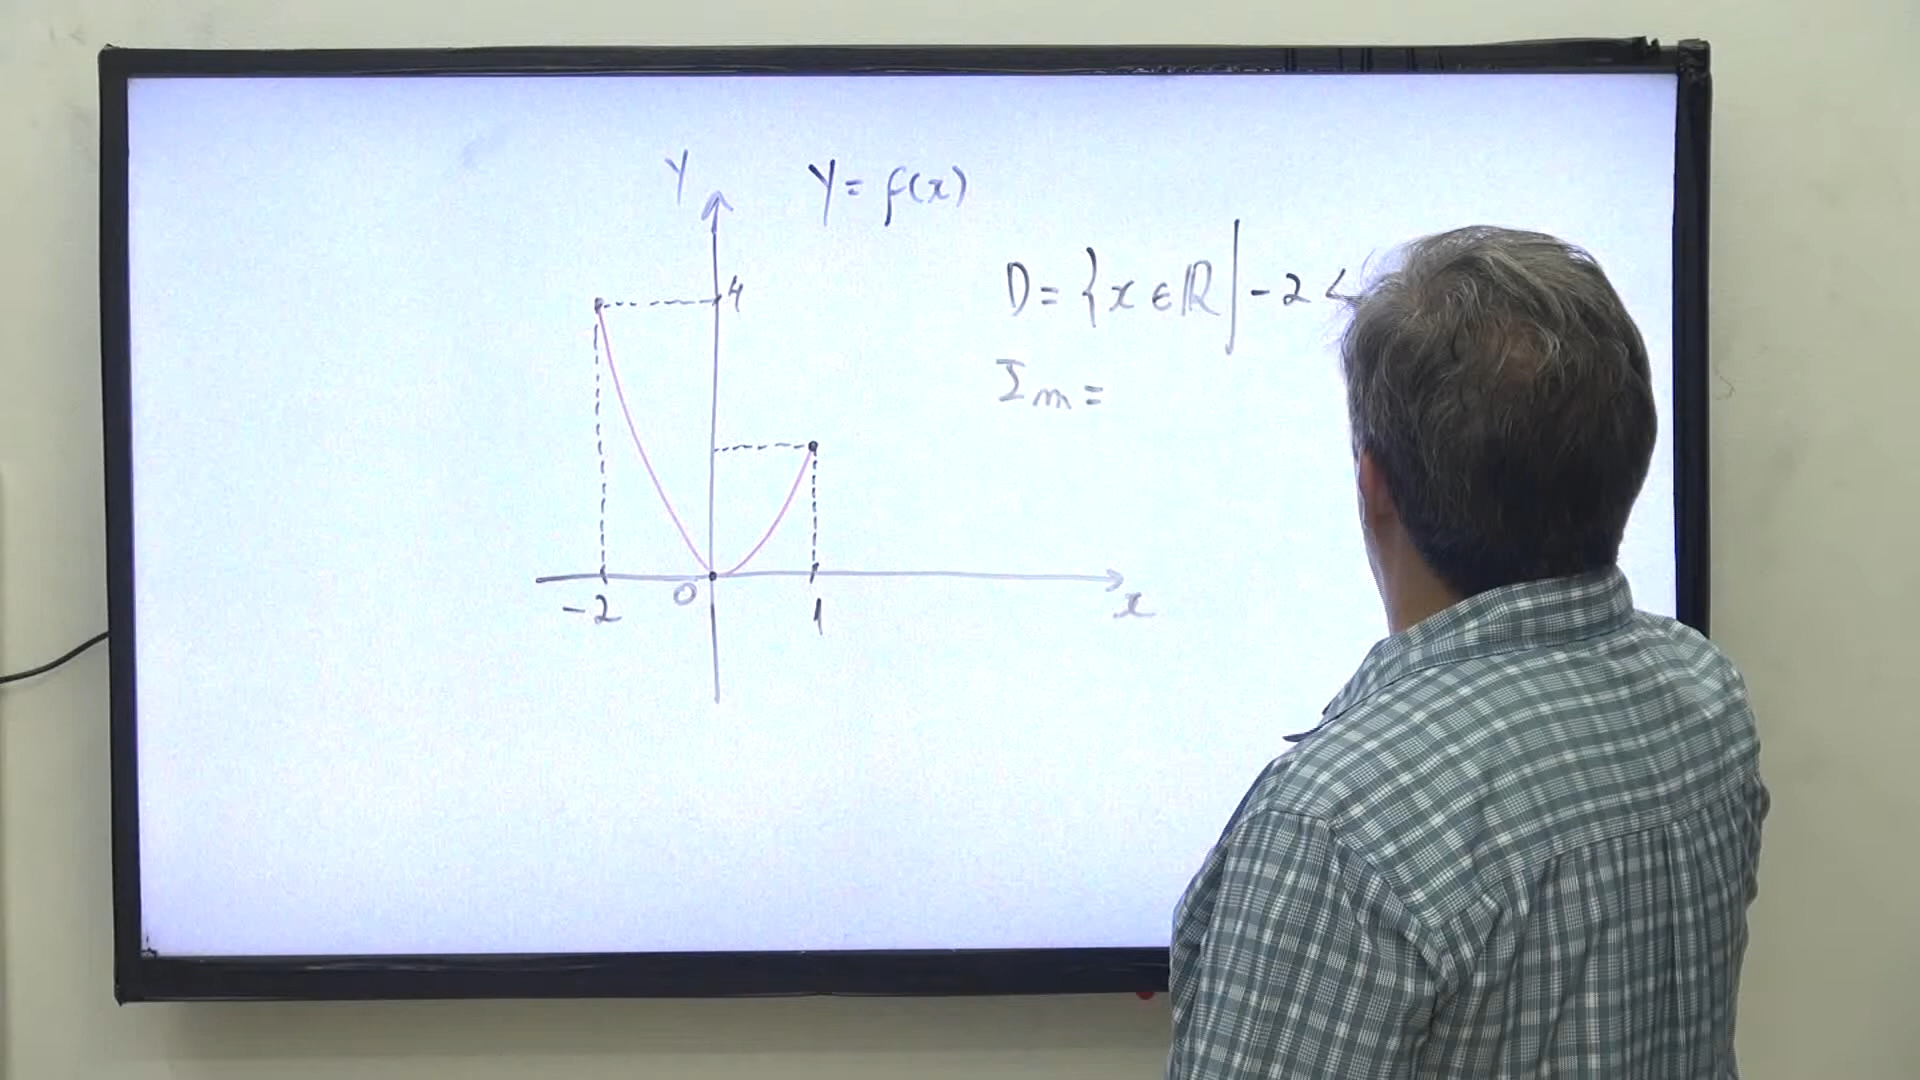 Y
Y = f(x)
4
D = {x ∈ ℝ | -2 <
Im =
-2
0
1
x